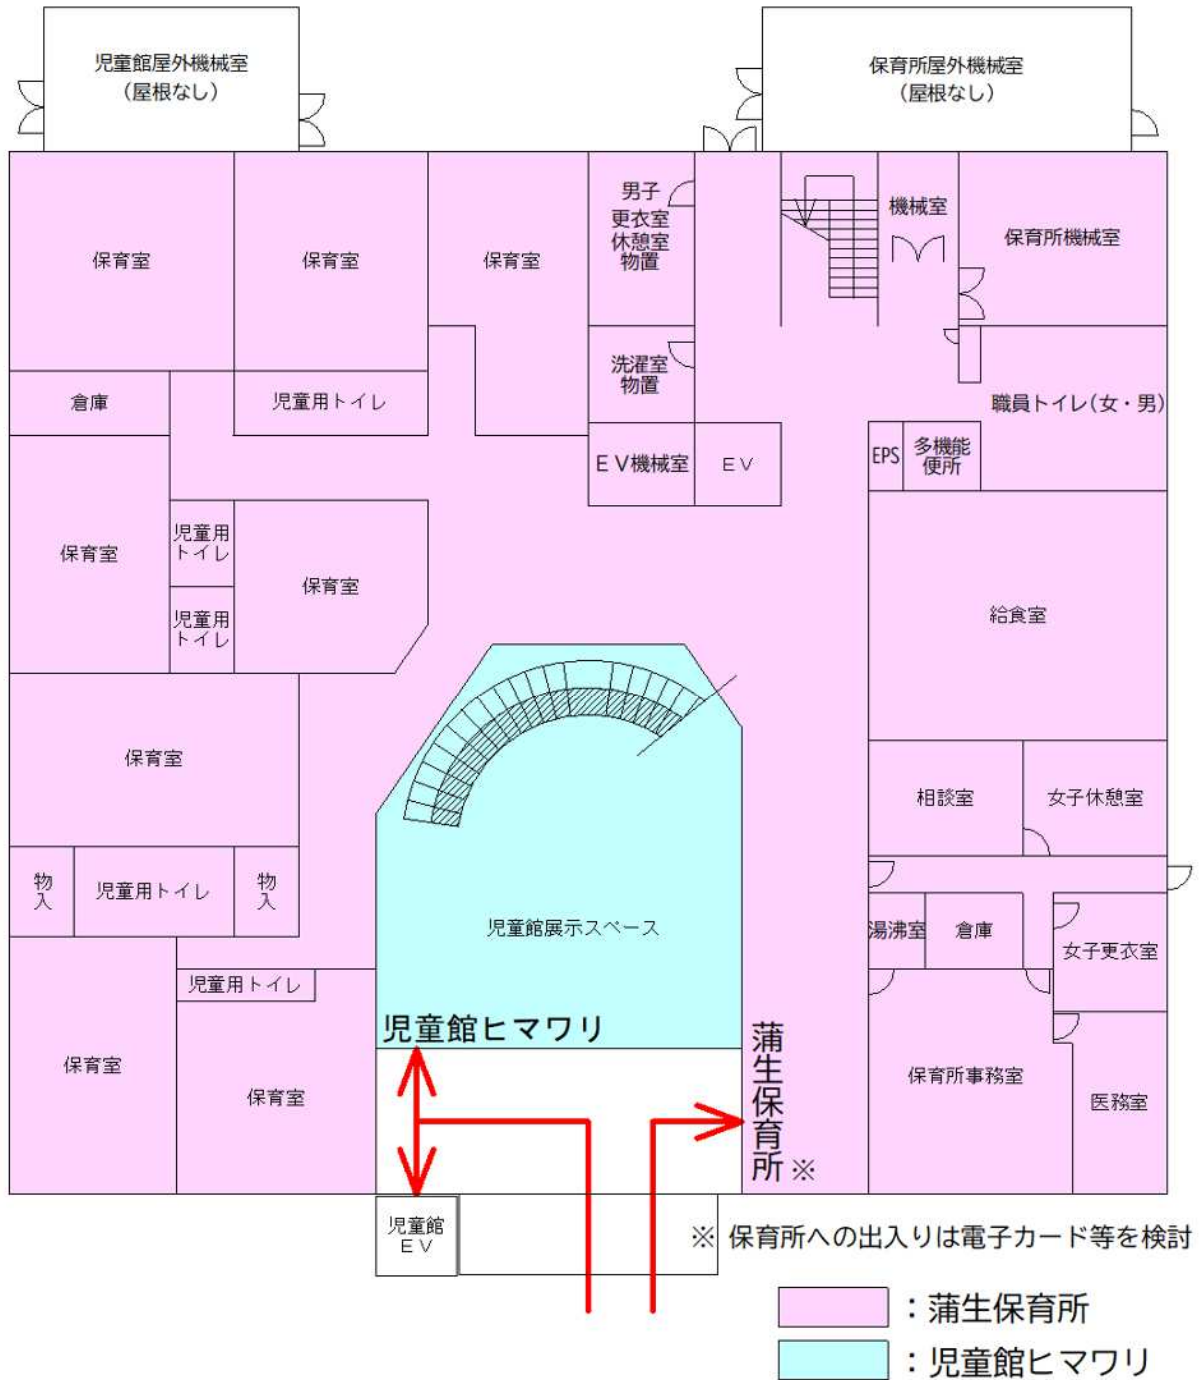 児童館屋外機械室
(屋根なし)
保育所屋外機械室
(屋根なし)
保育室
保育室
保育室
男子
更衣室
休憩室
物置
機械室
保育所機械室
洗濯室
物置
倉庫
児童用トイレ
職員トイレ(女・男)
EV機械室
EV
EPS
多機能
便所
保育室
児童用
トイレ
児童用
トイレ
保育室
給食室
保育室
相談室
女子休憩室
物
入
児童用トイレ
物
入
児童館展示スペース
湯沸室
倉庫
女子更衣室
児童用トイレ
児童館ヒマワリ
蒲生保育所※
保育室
保育室
保育所事務室
医務室
児童館
EV
※ 保育所への出入りは電子カード等を検討
：蒲生保育所
：児童館ヒマワリ